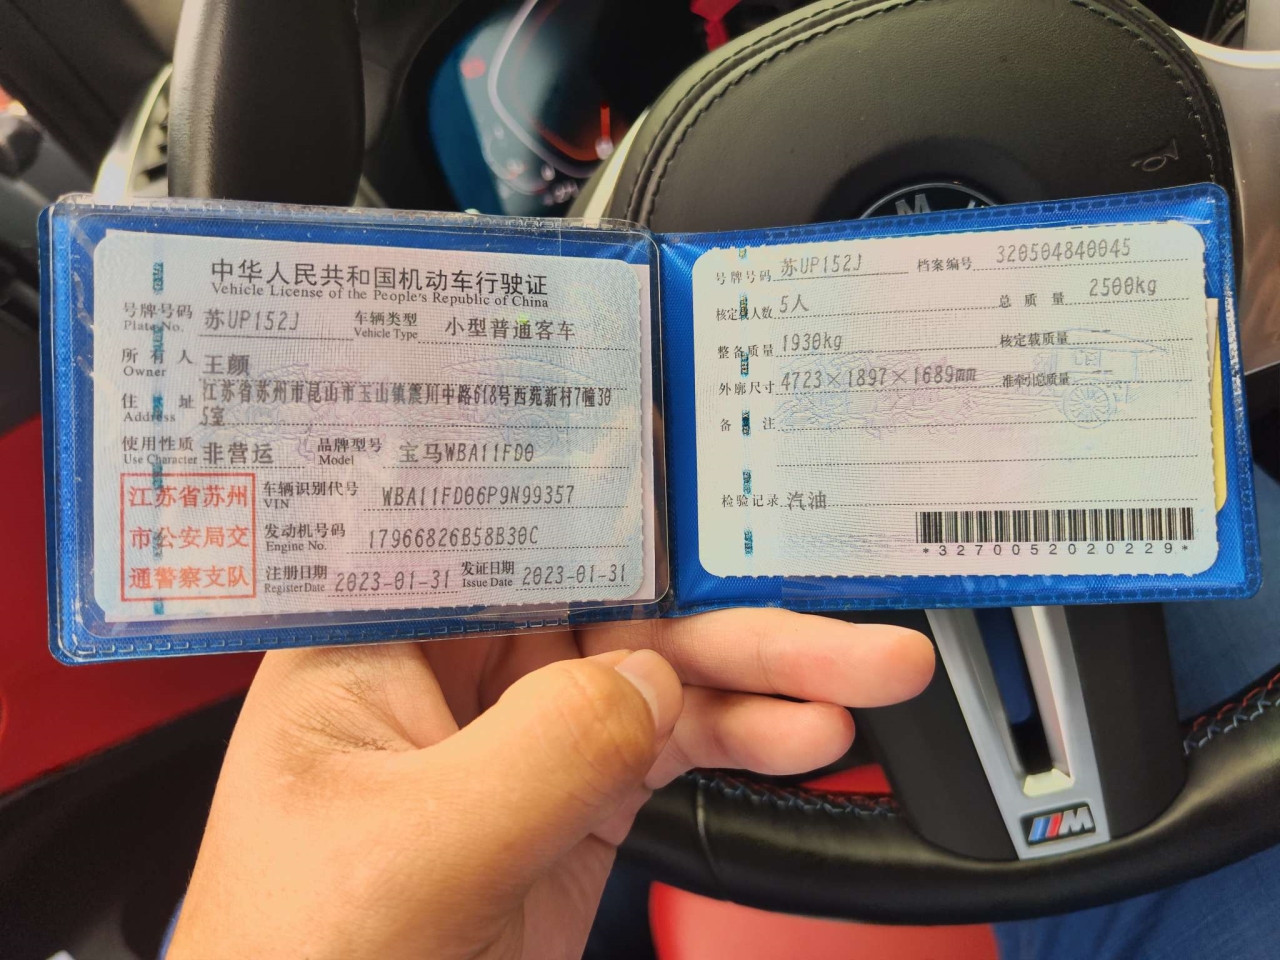 中华人民共和国机动车行驶证
Vehicle License of the People's Republic of China
号牌号码 苏UP152J 车辆类型 小型普通客车
Plate No. Vehicle Type
所有人 王颜
Owner
住址 江苏省苏州市昆山市玉山镇震川中路618号西苑新村7幢30
Address 5室
使用性质 非营运 品牌型号 宝马WBA11FD0
Use Character Model
江苏省苏州
市公安局交
通警察支队
车辆识别代号 WBA11FD06P9N99357
VIN
发动机号码 17966826B58B30C
Engine No.
注册日期 2023-01-31 发证日期 2023-01-31
Register Date Issue Date
号牌号码 苏UP152J 档案编号 320504840045
核定载人数 5人 总质量 2500kg
整备质量 1930kg 核定载质量 --
外廓尺寸 4723×1897×1689mm 准牵引总质量 --
备注
检验记录 汽油
*3270052020229*
M